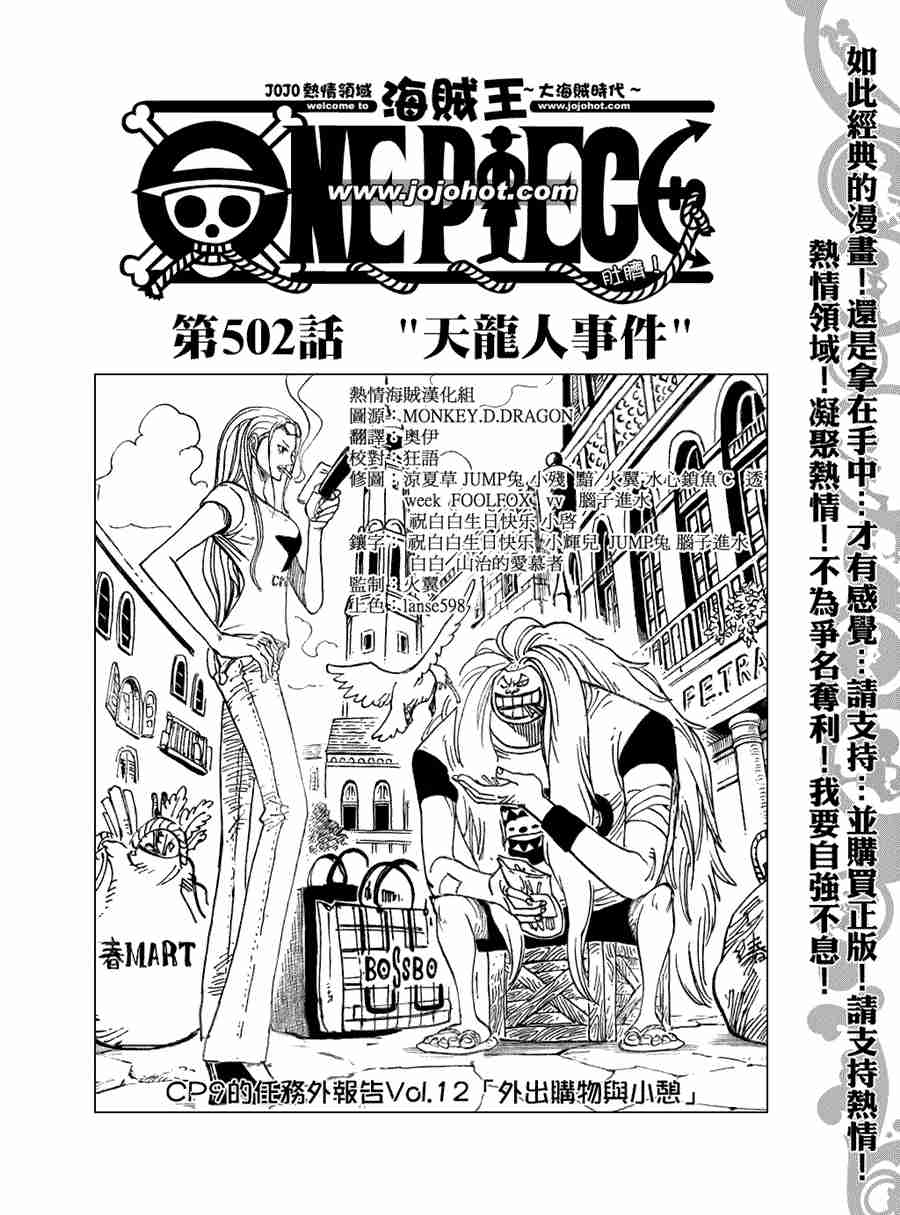 JOJO熱情領域
welcome to
海賊王
~大海賊時代~
www.jojohot.com
ONE PIECE
www.jojohot.com
肚臍!
第502話 "天龍人事件"
熱情海賊漢化組
圖源：MONKEY.D.DRAGON
翻譯：奧伊
校對：狂語
修圖：涼夏草 JUMP兔 小殘 黯 火翼 水心鎖魚℃ 透
week FOOLFOX vy 腦子進水
祝白白生日快乐 小啓
鑲字：祝白白生日快乐 小輝兒 JUMP兔 腦子進水
白白 山治的愛慕者
監制：火翼
上色：lanse598
CP9
PE.TRA
春MART
BOSSBO
CP9的任務外報告Vol.12「外出購物與小憩」
如此經典的漫畫！還是拿在手中…才有感覺…請支持…並購買正版！請支持熱情！
熱情領域！凝聚熱情！不為爭名奪利！我要自強不息！